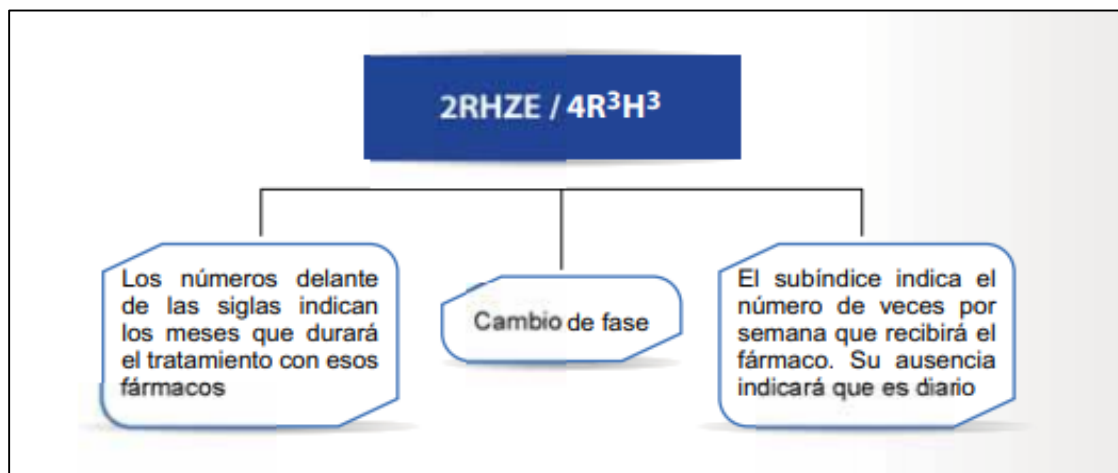 2RHZE / 4R³H³
Los números delante
de las siglas indican
los meses que durará
el tratamiento con esos
fármacos
Cambio de fase
El subíndice indica el
número de veces por
semana que recibirá el
fármaco. Su ausencia
indicará que es diario